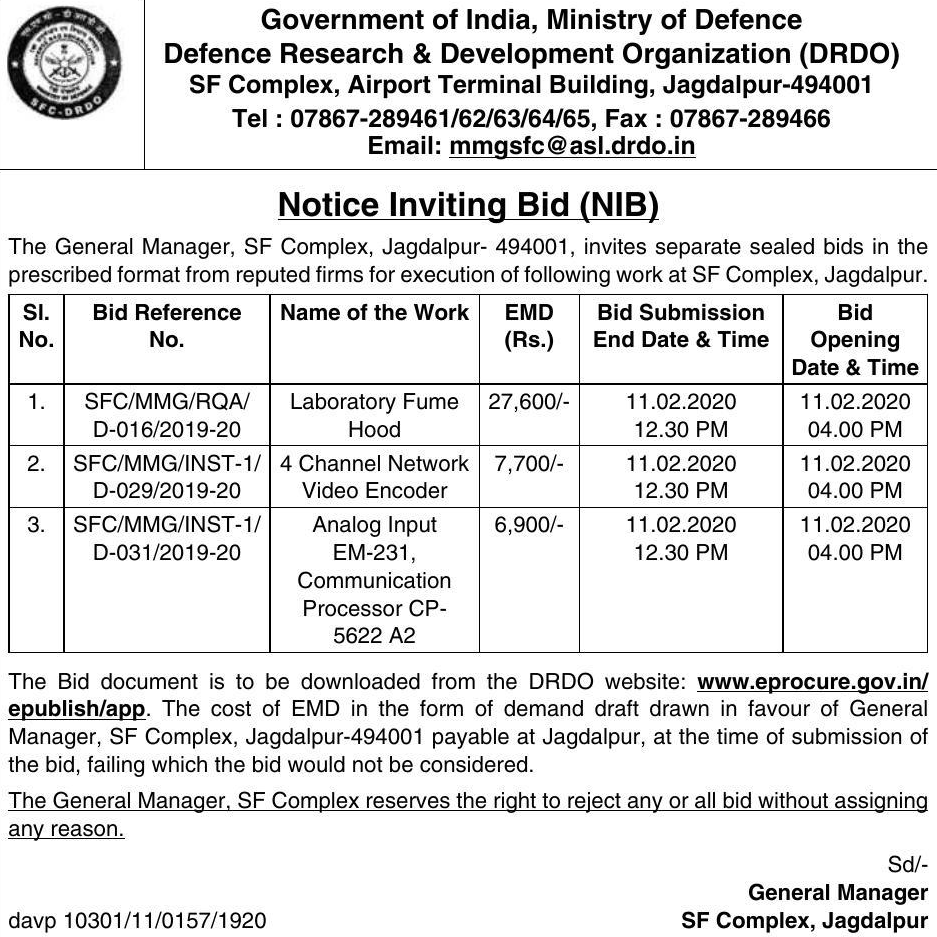 SFC-DRDO
Government of India, Ministry of Defence
Defence Research & Development Organization (DRDO)
SF Complex, Airport Terminal Building, Jagdalpur-494001
Tel : 07867-289461/62/63/64/65, Fax : 07867-289466
Email: mmgsfc@asl.drdo.in
Notice Inviting Bid (NIB)
The General Manager, SF Complex, Jagdalpur- 494001, invites separate sealed bids in the
prescribed format from reputed firms for execution of following work at SF Complex, Jagdalpur.
Sl. No. Bid Reference No. Name of the Work EMD (Rs.) Bid Submission End Date & Time Bid Opening Date & Time
1. SFC/MMG/RQA/ Laboratory Fume 27,600/- 11.02.2020 11.02.2020
D-016/2019-20 Hood 12.30 PM 04.00 PM
2. SFC/MMG/INST-1/ 4 Channel Network 7,700/- 11.02.2020 11.02.2020
D-029/2019-20 Video Encoder 12.30 PM 04.00 PM
3. SFC/MMG/INST-1/ Analog Input 6,900/- 11.02.2020 11.02.2020
D-031/2019-20 EM-231, 12.30 PM 04.00 PM
Communication
Processor CP-
5622 A2
The Bid document is to be downloaded from the DRDO website: www.eprocure.gov.in/
epublish/app. The cost of EMD in the form of demand draft drawn in favour of General
Manager, SF Complex, Jagdalpur-494001 payable at Jagdalpur, at the time of submission of
the bid, failing which the bid would not be considered.
The General Manager, SF Complex reserves the right to reject any or all bid without assigning
any reason.
Sd/-
General Manager
davp 10301/11/0157/1920 SF Complex, Jagdalpur